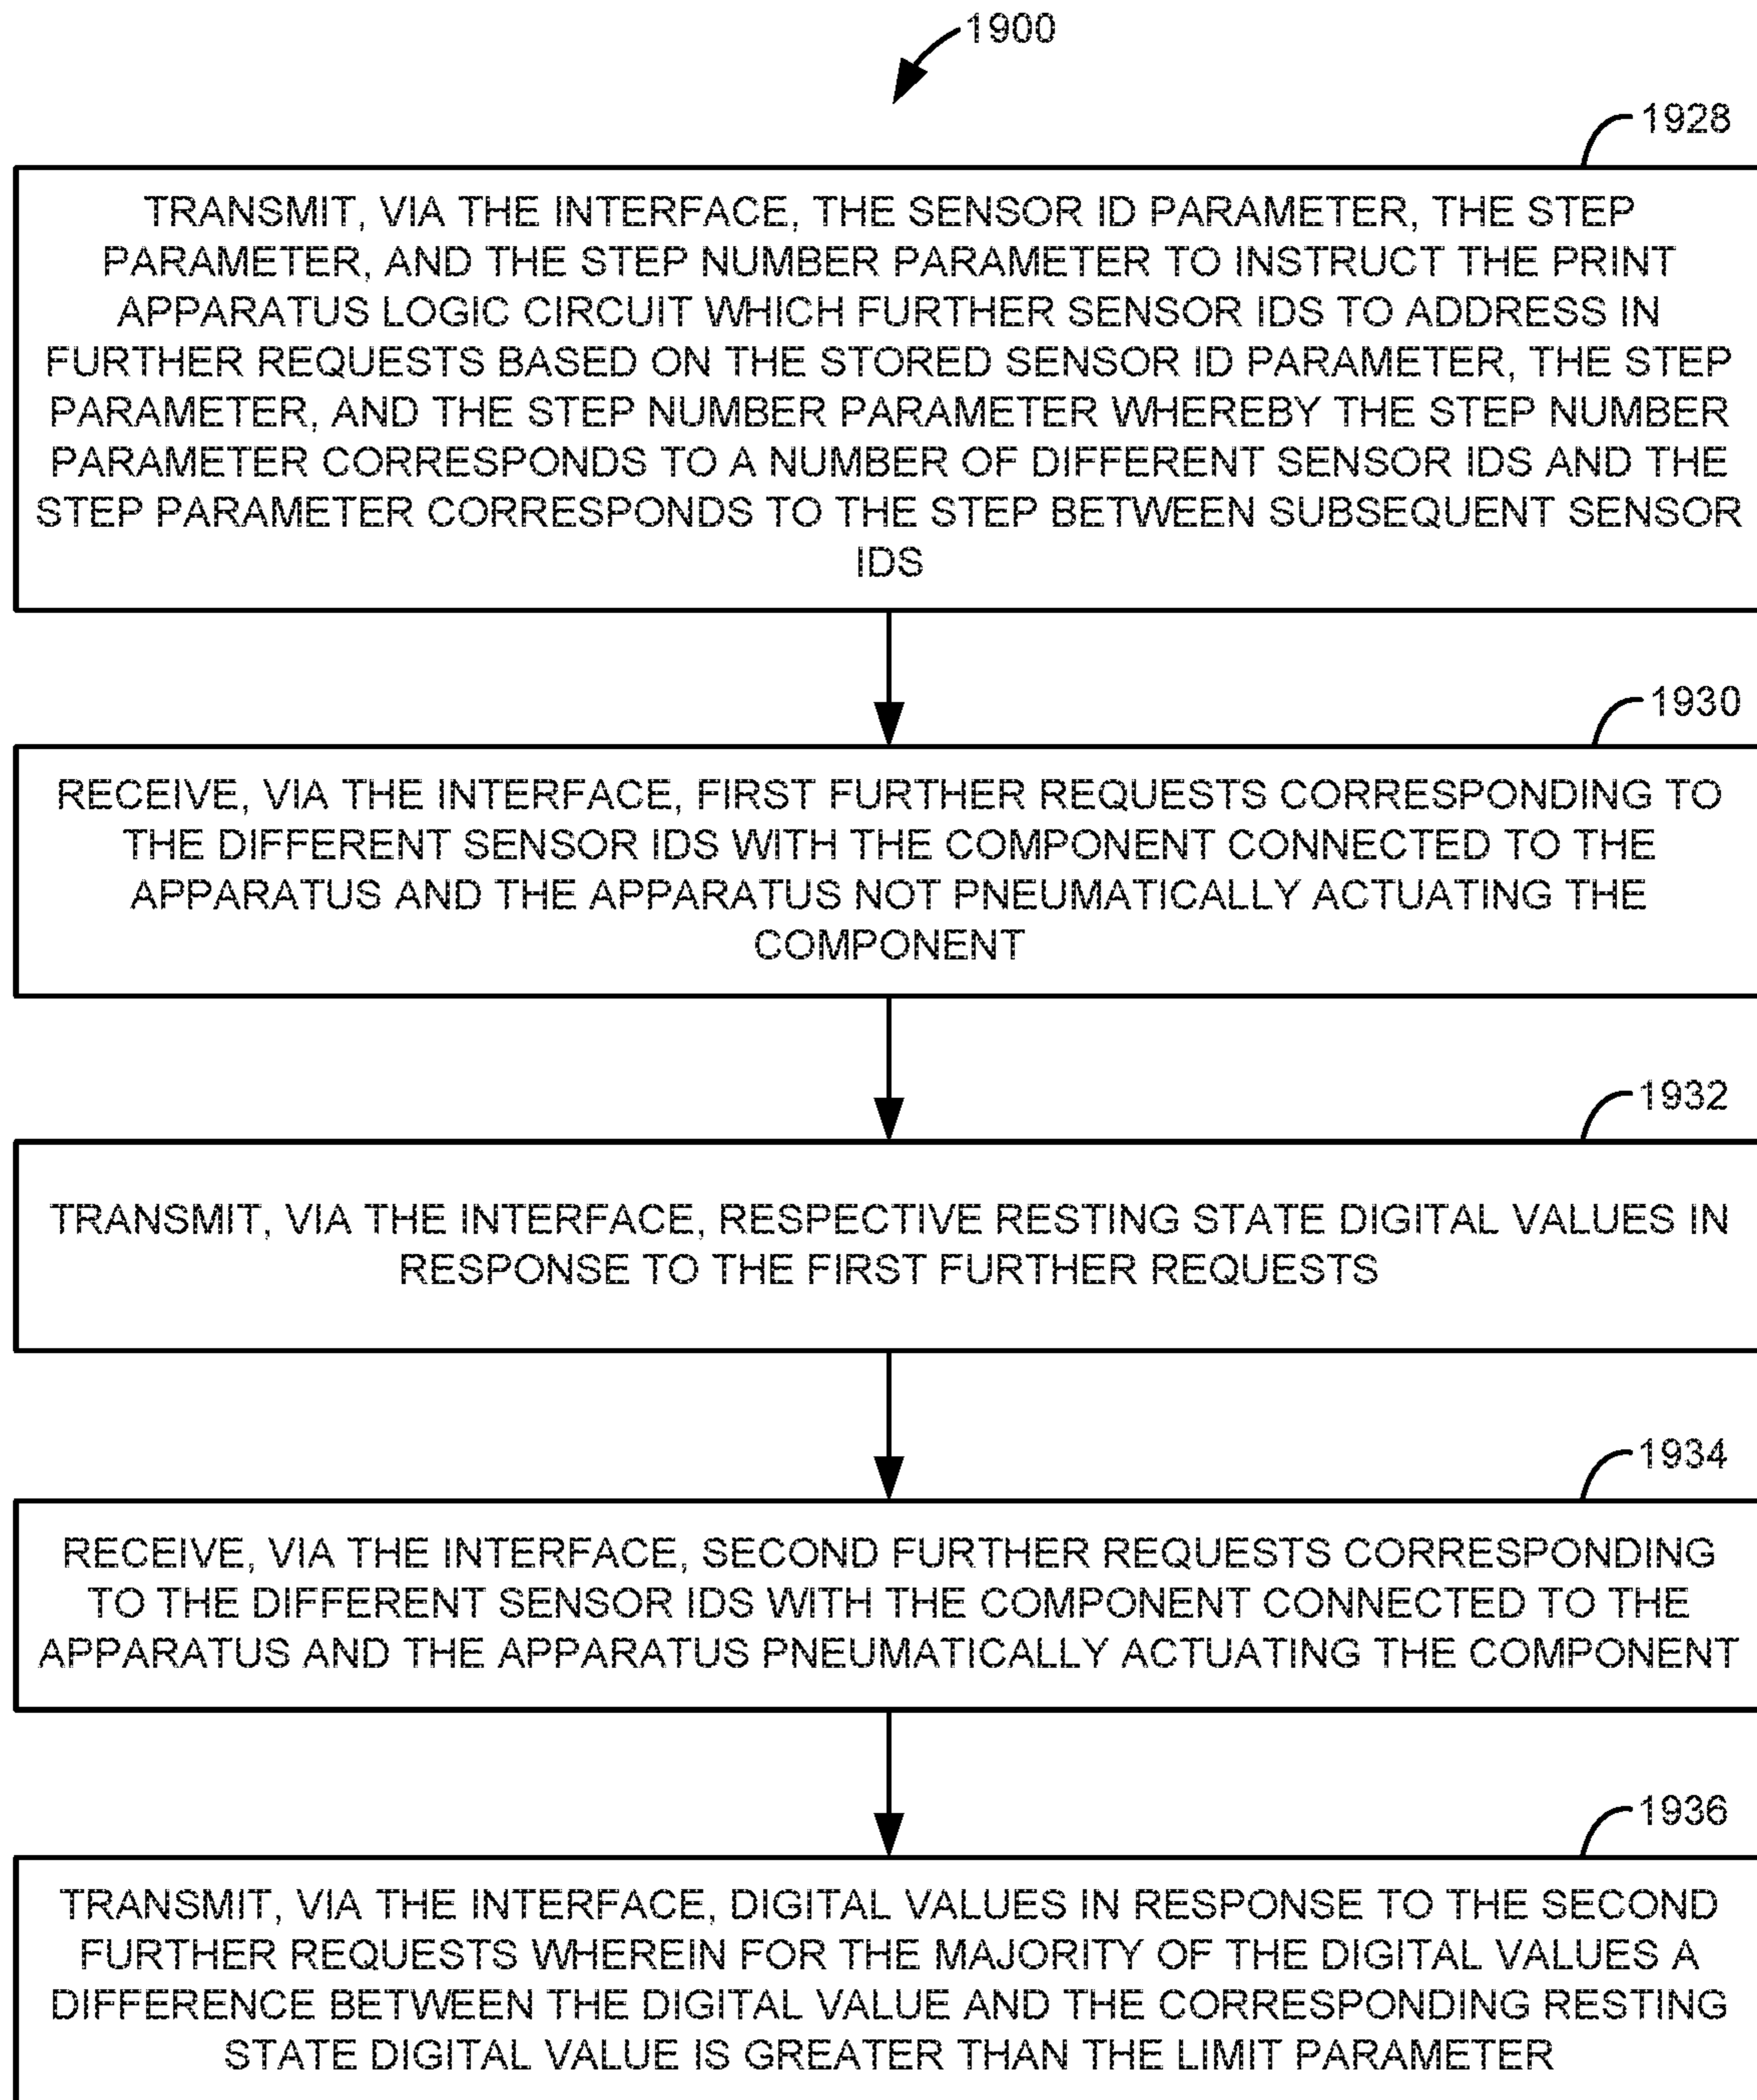 1900
1928
TRANSMIT, VIA THE INTERFACE, THE SENSOR ID PARAMETER, THE STEP
PARAMETER, AND THE STEP NUMBER PARAMETER TO INSTRUCT THE PRINT
APPARATUS LOGIC CIRCUIT WHICH FURTHER SENSOR IDS TO ADDRESS IN
FURTHER REQUESTS BASED ON THE STORED SENSOR ID PARAMETER, THE STEP
PARAMETER, AND THE STEP NUMBER PARAMETER WHEREBY THE STEP NUMBER
PARAMETER CORRESPONDS TO A NUMBER OF DIFFERENT SENSOR IDS AND THE
STEP PARAMETER CORRESPONDS TO THE STEP BETWEEN SUBSEQUENT SENSOR
IDS
1930
RECEIVE, VIA THE INTERFACE, FIRST FURTHER REQUESTS CORRESPONDING TO
THE DIFFERENT SENSOR IDS WITH THE COMPONENT CONNECTED TO THE
APPARATUS AND THE APPARATUS NOT PNEUMATICALLY ACTUATING THE
COMPONENT
1932
TRANSMIT, VIA THE INTERFACE, RESPECTIVE RESTING STATE DIGITAL VALUES IN
RESPONSE TO THE FIRST FURTHER REQUESTS
1934
RECEIVE, VIA THE INTERFACE, SECOND FURTHER REQUESTS CORRESPONDING
TO THE DIFFERENT SENSOR IDS WITH THE COMPONENT CONNECTED TO THE
APPARATUS AND THE APPARATUS PNEUMATICALLY ACTUATING THE COMPONENT
1936
TRANSMIT, VIA THE INTERFACE, DIGITAL VALUES IN RESPONSE TO THE SECOND
FURTHER REQUESTS WHEREIN FOR THE MAJORITY OF THE DIGITAL VALUES A
DIFFERENCE BETWEEN THE DIGITAL VALUE AND THE CORRESPONDING RESTING
STATE DIGITAL VALUE IS GREATER THAN THE LIMIT PARAMETER